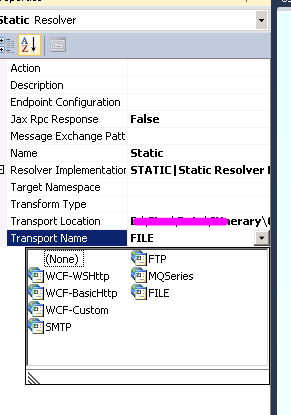 Static Resolver
Action
Description
Endpoint Configuration
Jax Rpc Response False
Message Exchange Patt
Name Static
Resolver Implementation STATIC|Static Resolver
Target Namespace
Transform Type
Transport Location
Transport Name FILE
(None) FTP
WCF-WSHttp MQSeries
WCF-BasicHttp FILE
WCF-Custom
SMTP